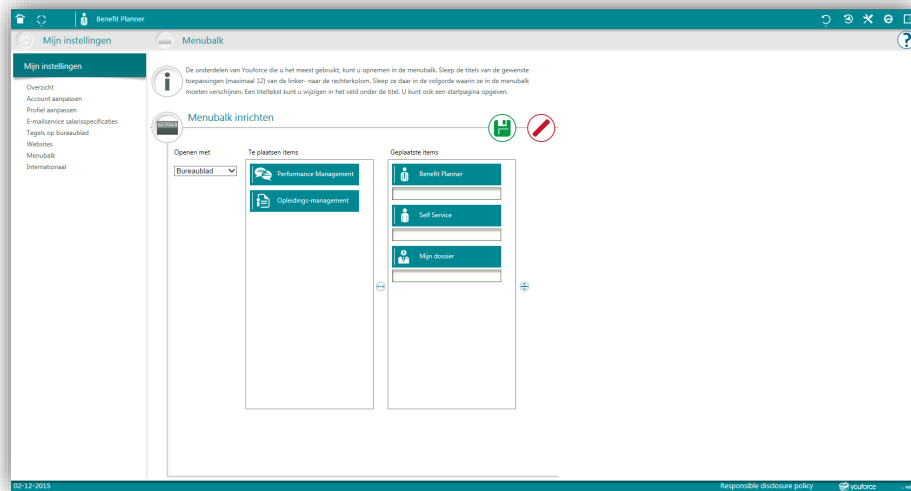 Benefit Planner
Mijn instellingen
Menubalk
?
Mijn instellingen
Overzicht
Account aanpassen
Profiel aanpassen
E-mailservice salarisspecificaties
Tegels op bureaublad
Websites
Menubalk
Internationaal
De onderdelen van Youforce die u het meest gebruikt, kunt u opnemen in de menubalk. Sleep de titels van de gewenste
toepassingen (maximaal 12) van de linker- naar de rechterkolom. Sleep ze daar in de volgorde waarin ze in de menubalk
moeten verschijnen. Een titeltekst kunt u wijzigen in het veld onder de titel. U kunt ook een startpagina opgeven.
Menubalk inrichten
Openen met
Te plaatsen items
Geplaatste items
Bureaublad
Performance Management
Opleidings-management
Benefit Planner
Self Service
Mijn dossier
02-12-2015
Responsible disclosure policy
youforce